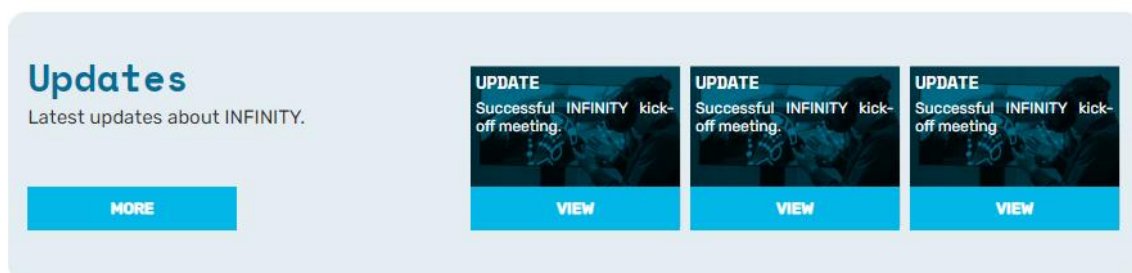 Updates
Latest updates about INFINITY.
MORE
UPDATE
Successful INFINITY kick-
off meeting.
VIEW
UPDATE
Successful INFINITY kick-
off meeting.
VIEW
UPDATE
Successful INFINITY kick-
off meeting
VIEW